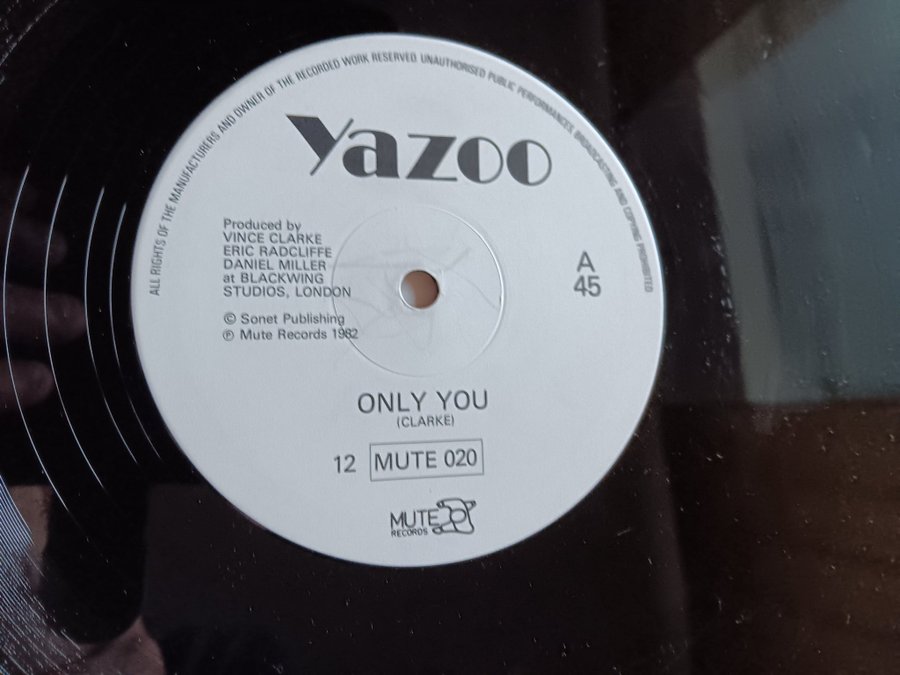 ALL RIGHTS OF THE MANUFACTURERS AND OWNER OF THE RECORDED WORK RESERVED. UNAUTHORISED PUBLIC PERFORMANCES, BROADCASTING AND COPYING PROHIBITED
Yazoo
Produced by
VINCE CLARKE
ERIC RADCLIFFE
DANIEL MILLER
at BLACKWING
STUDIOS, LONDON
© Sonet Publishing
℗ Mute Records 1982
A
45
ONLY YOU
(CLARKE)
12 MUTE 020
MUTE
RECORDS